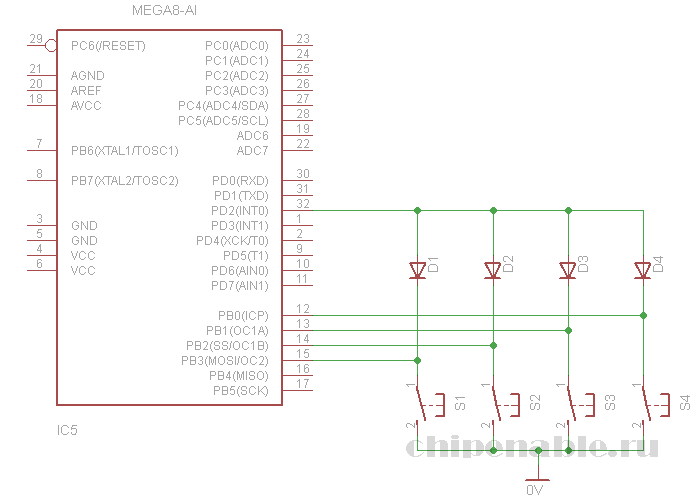 MEGA8-AI
29 PC6(/RESET) PC0(ADC0) 23
PC1(ADC1) 24
21 AGND PC2(ADC2) 25
20 AREF PC3(ADC3) 26
18 AVCC PC4(ADC4/SDA) 27
PC5(ADC5/SCL) 28
ADC6 19
7 PB6(XTAL1/TOSC1) ADC7 22
8 PB7(XTAL2/TOSC2) PD0(RXD) 30
PD1(TXD) 31
PD2(INT0) 32
3 GND PD3(INT1) 1
5 GND PD4(XCK/T0) 2
4 VCC PD5(T1) 9
6 VCC PD6(AIN0) 10
PD7(AIN1) 11
D1 D2 D3 D4
PB0(ICP) 12
PB1(OC1A) 13
PB2(SS/OC1B) 14
PB3(MOSI/OC2) 15
PB4(MISO) 16
PB5(SCK) 17
1 1 1 1
S1 S2 S3 S4
2 2 2 2
IC5
chipenable.ru
0V